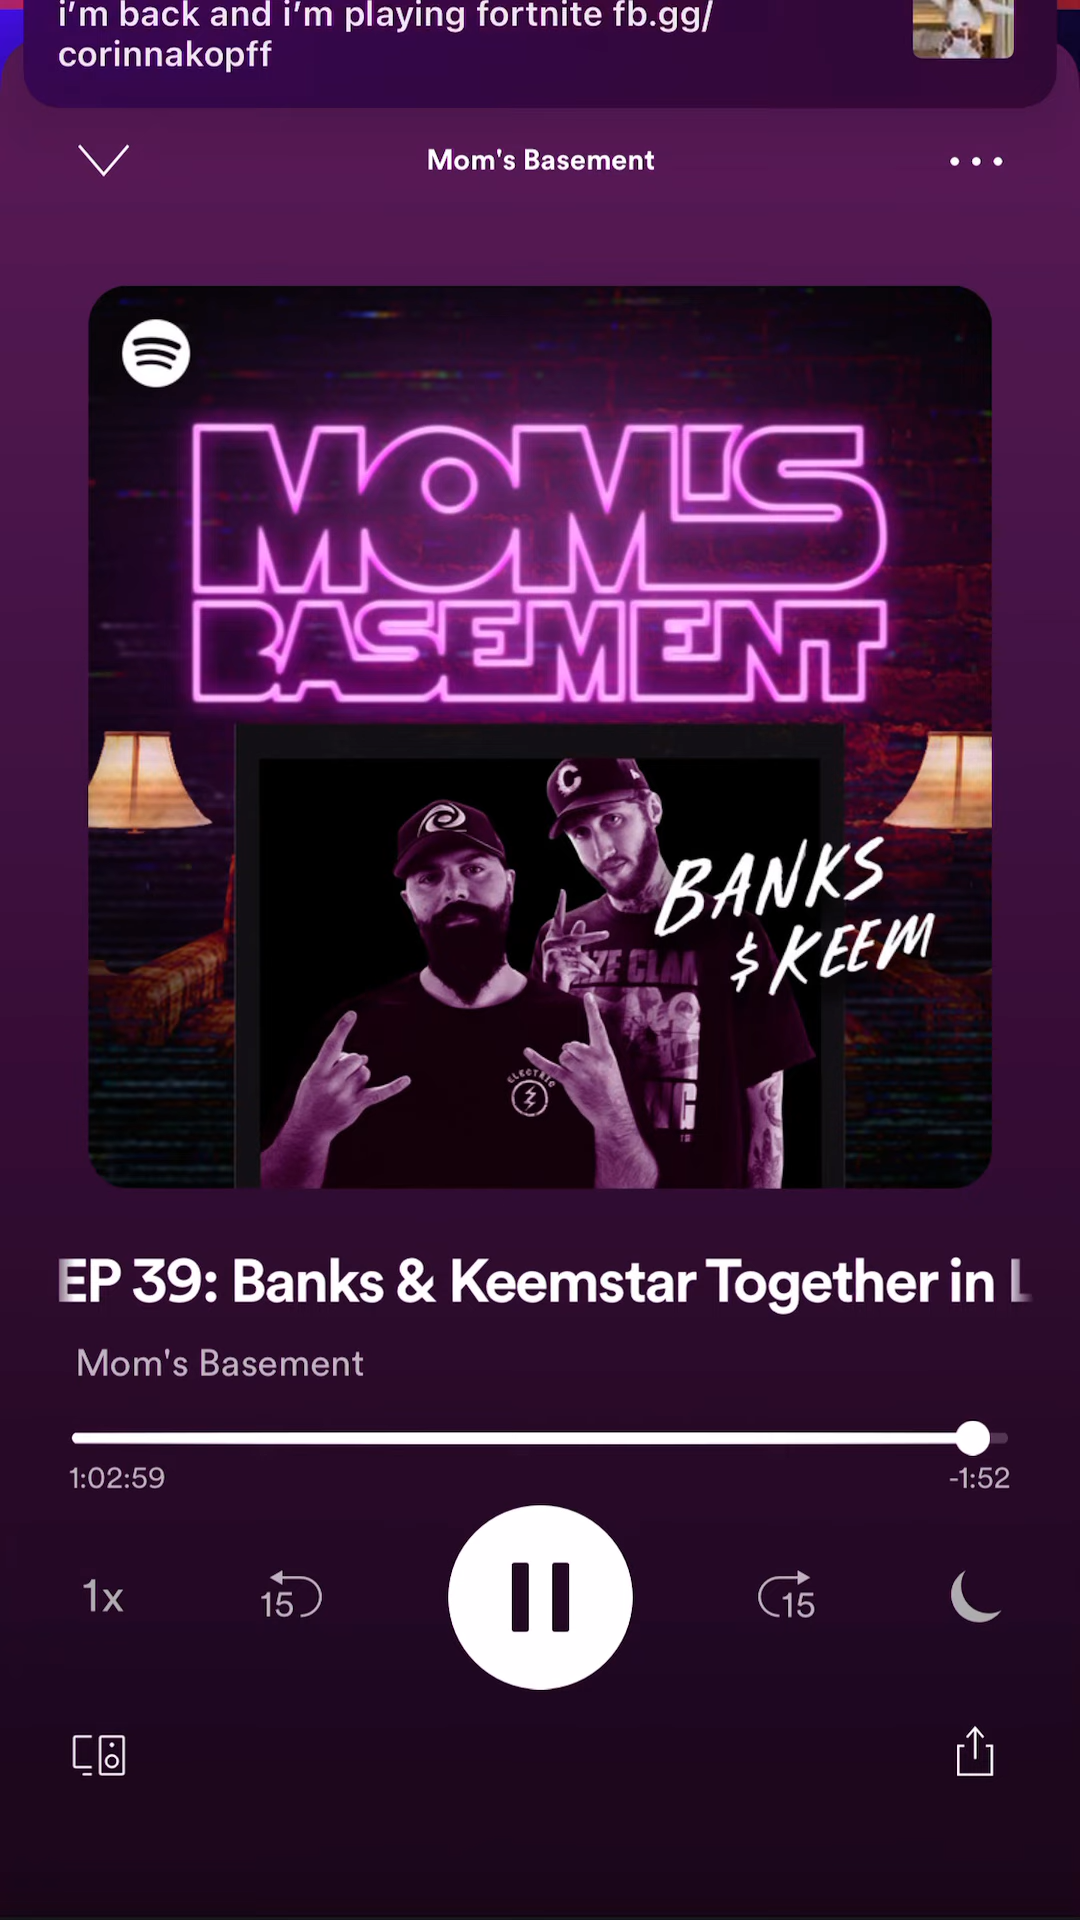 i'm back and i'm playing fortnite fb.gg/
corinnakopff
Mom's Basement
MOM'S
BASEMENT
C
BANKS
& KEEM
ELECTRIC
EP 39: Banks & Keemstar Together in L
Mom's Basement
1:02:59
-1:52
1x
15
15